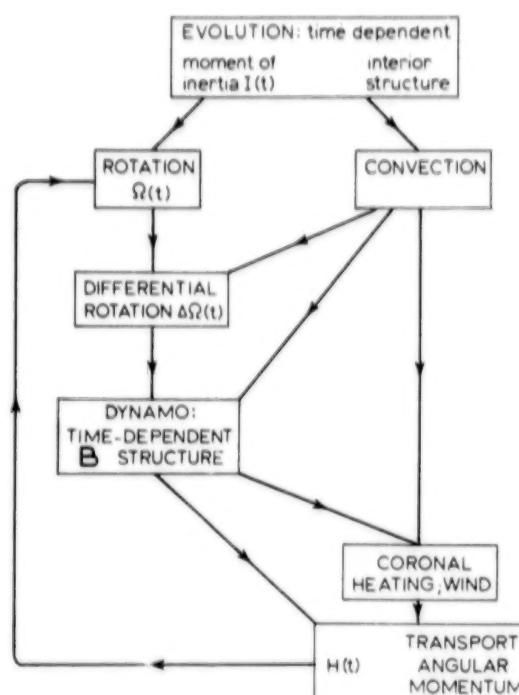 EVOLUTION: time dependent
moment of inertia I(t)
interior structure
ROTATION
Ω(t)
CONVECTION
DIFFERENTIAL
ROTATION ΔΩ(t)
DYNAMO:
TIME-DEPENDENT
B STRUCTURE
CORONAL
HEATING; WIND
H(t)
TRANSPORT
ANGULAR
MOMENTUM